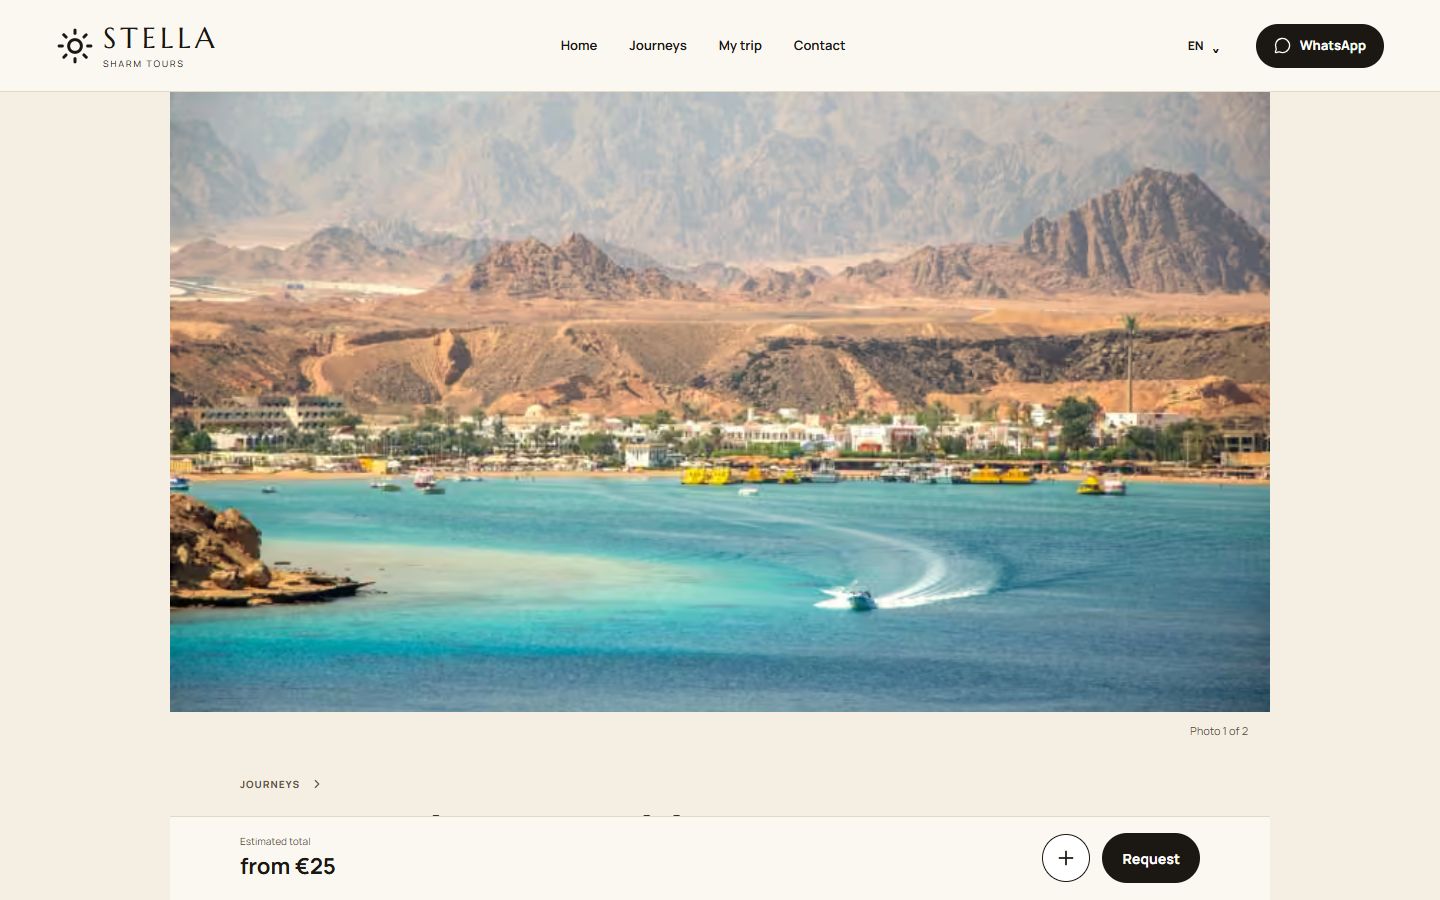 STELLA
SHARM TOURS
Home
Journeys
My trip
Contact
EN
WhatsApp
Photo 1 of 2
JOURNEYS
Estimated total
from €25
Request